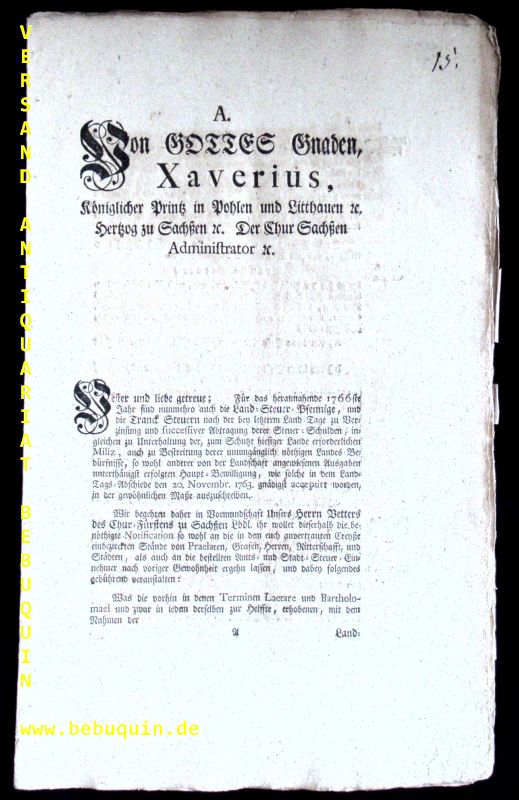 VERSAND ANTIQUARIAT BEBUQUIN
15.
A.
Von GOTTES Gnaden,
Xaverius,
Königlicher Printz in Pohlen und Litthauen ꝛc.
Hertzog zu Sachßen ꝛc. Der Chur Sachßen
Administrator ꝛc.
Vester und liebe getreue; Für das herannahende 1766ste
Jahr sind nunmehro auch die Land-Steuer-Pfennige, und
die Tranck Steuern nach der bey letzterm Land-Tage zu Ver-
zinsung und successiver Abtragung derer Steuer-Schulden, in-
gleichen zu Unterhaltung der, zum Schutze hiesiger Lande erforderlichen
Miliz, auch zu Bestreitung derer unumgänglich nöthigen Landes-Be-
dürfnisse, so wohl anderer von der Landschafft angewiesenen Ausgaben
unterthänigst erfolgten Haupt-Bewilligung, wie solche in dem Land-
Tags-Abschiede den 20. Novembr. 1763. gnädigst acceptirt worden,
in der gewöhnlichen Maße auszuschreiben.
Wir begehren daher in Vormundschafft Unsers Herrn Vetters
des Chur-Fürstens zu Sachßen Lbdl. ihr wollet dieserhalb die be-
nöthigte Notification so wohl an die in dem euch anvertrauten Creyße
einbezirckten Stände von Praelaten, Grafen, Herren, Ritterschafft, und
Städten, als auch an die bestellten Amts- und Stadt-Steuer-Ein-
nehmer nach voriger Gewohnheit ergehn lassen, und dabey folgendes
gebührend veranstalten:
Was die vorhin in denen Terminen Laetare und Bartholo-
maei und zwar in iedem derselben zur Helffte, erhobenen, mit dem
Nahmen der
A Land-
www.bebuquin.de